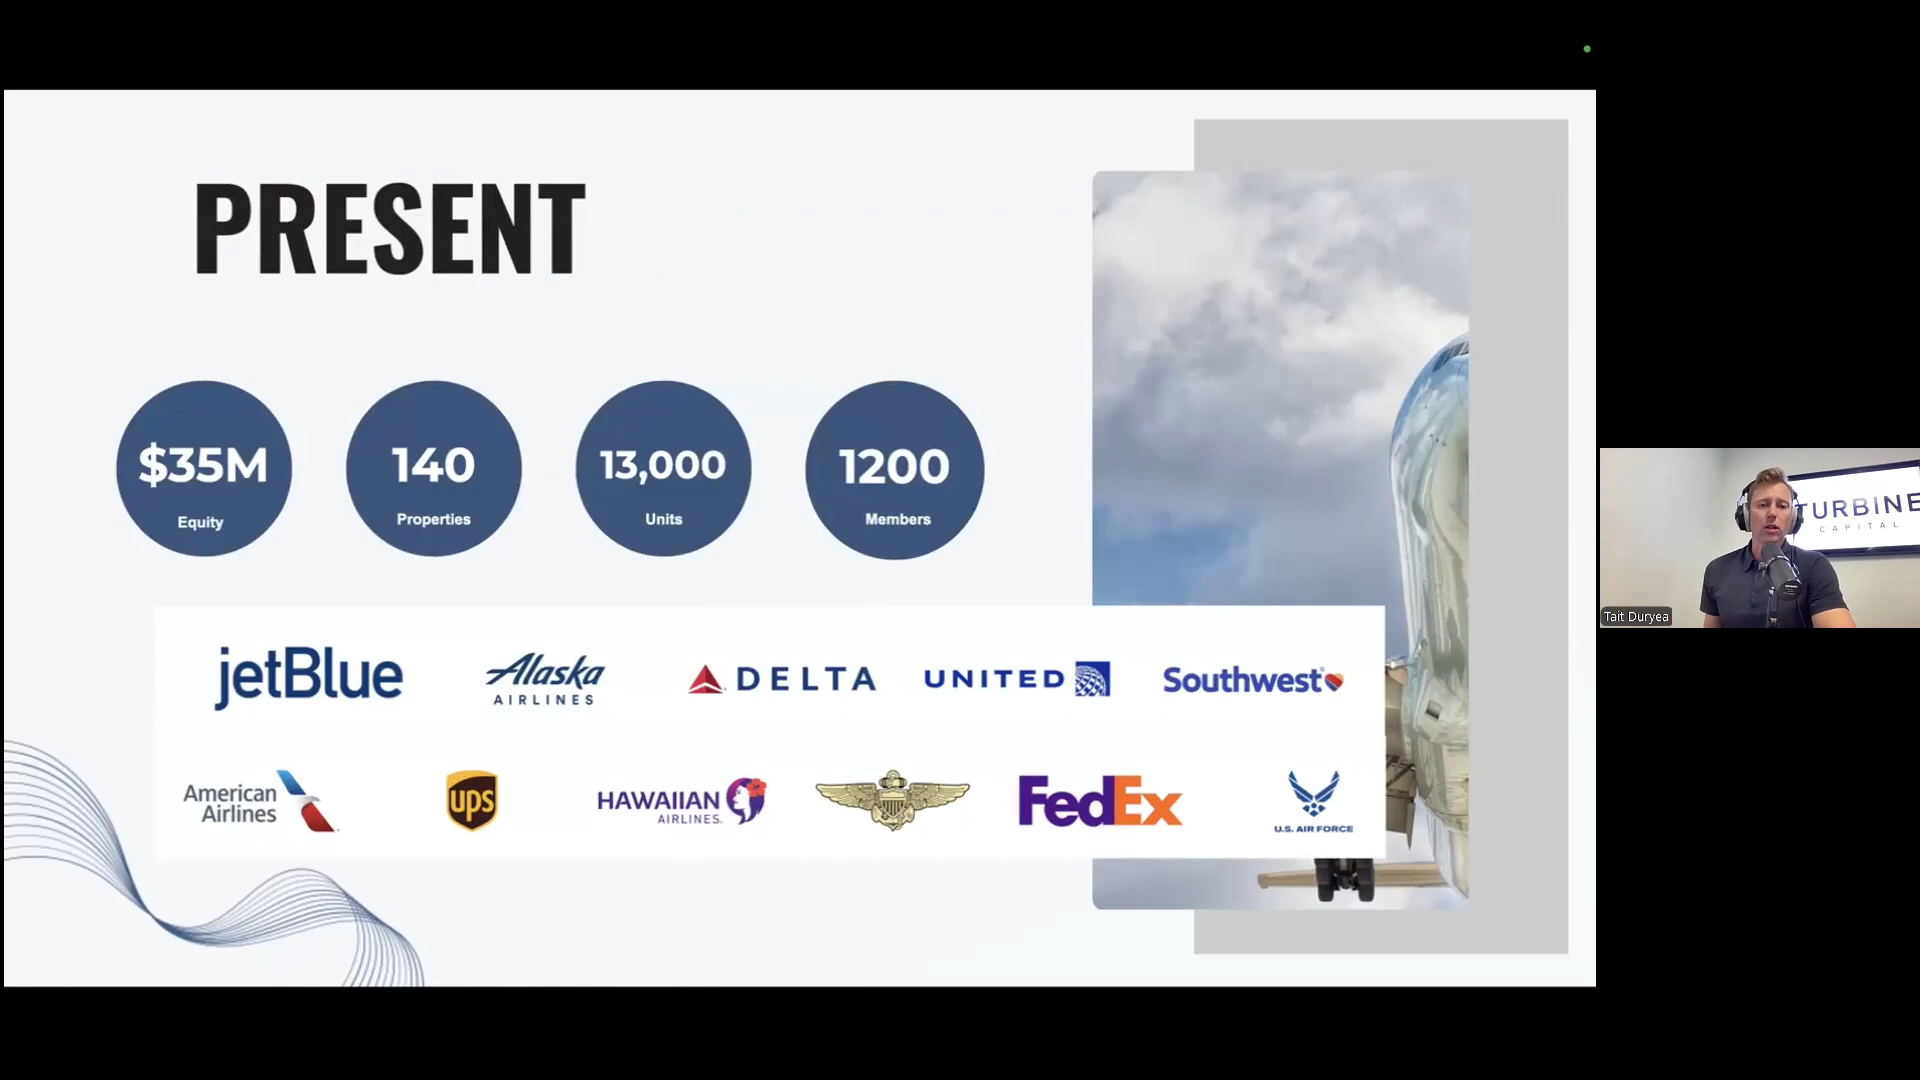 PRESENT
$35M
Equity
140
Properties
13,000
Units
1200
Members
jetBlue
Alaska
AIRLINES
DELTA
UNITED
Southwest
American
Airlines
ups
HAWAIIAN
AIRLINES.
FedEx
U.S. AIR FORCE
TURBINE
CAPITAL
Tait Duryea